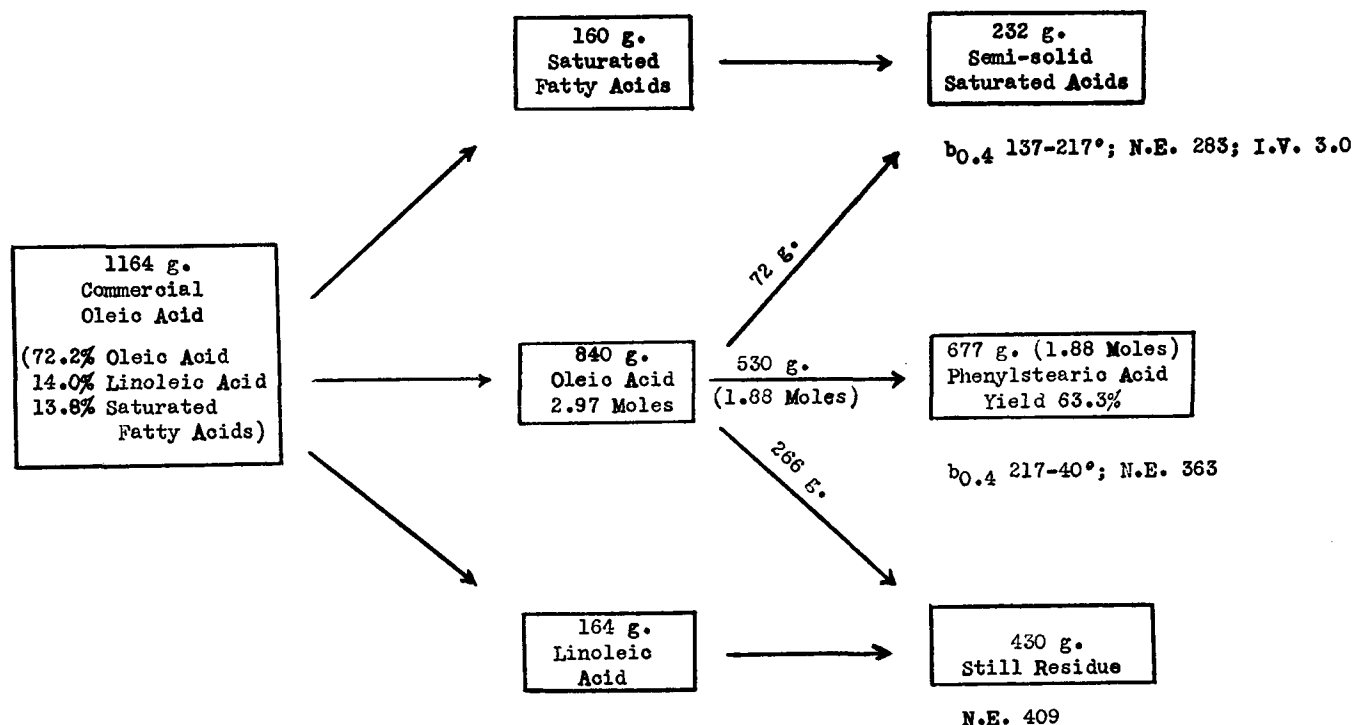 160 g.
Saturated
Fatty Acids
232 g.
Semi-solid
Saturated Acids
b0.4 137-217°; N.E. 283; I.V. 3.0
1164 g.
Commercial
Oleic Acid
(72.2% Oleic Acid
14.0% Linoleic Acid
13.8% Saturated
Fatty Acids)
72 g.
840 g.
Oleic Acid
2.97 Moles
530 g.
(1.88 Moles)
677 g. (1.88 Moles)
Phenylstearic Acid
Yield 63.3%
b0.4 217-40°; N.E. 363
266 g.
164 g.
Linoleic
Acid
430 g.
Still Residue
N.E. 409